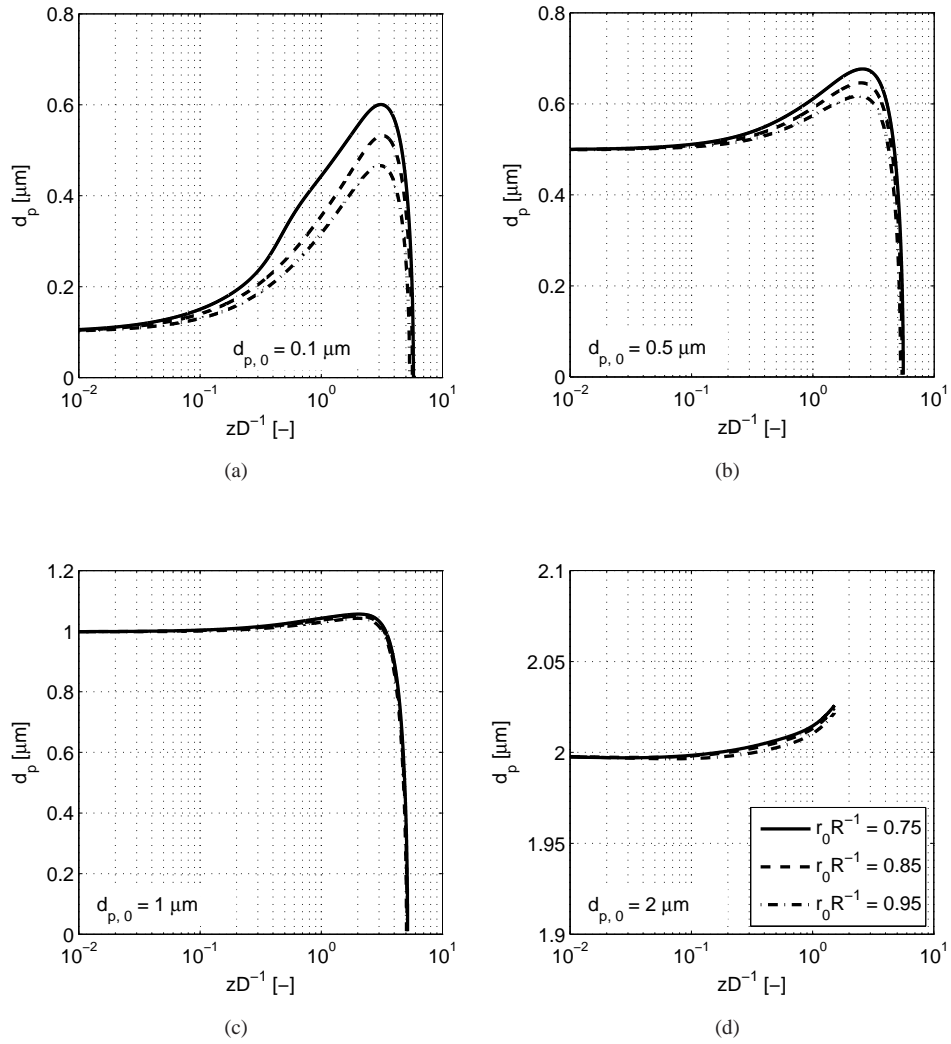 0.8
0.6
0.4
0.2
0
d_p [μm]
d_{p, 0} = 0.1 μm
10^{−2} 10^{−1} 10^0 10^1
zD^{−1} [−]
(a)
0.8
0.6
0.4
0.2
0
d_p [μm]
d_{p, 0} = 0.5 μm
10^{−2} 10^{−1} 10^0 10^1
zD^{−1} [−]
(b)
1.2
1
0.8
0.6
0.4
0.2
0
d_p [μm]
d_{p, 0} = 1 μm
10^{−2} 10^{−1} 10^0 10^1
zD^{−1} [−]
(c)
2.1
2.05
2
1.95
1.9
d_p [μm]
d_{p, 0} = 2 μm
r_0R^{−1} = 0.75
r_0R^{−1} = 0.85
r_0R^{−1} = 0.95
10^{−2} 10^{−1} 10^0 10^1
zD^{−1} [−]
(d)